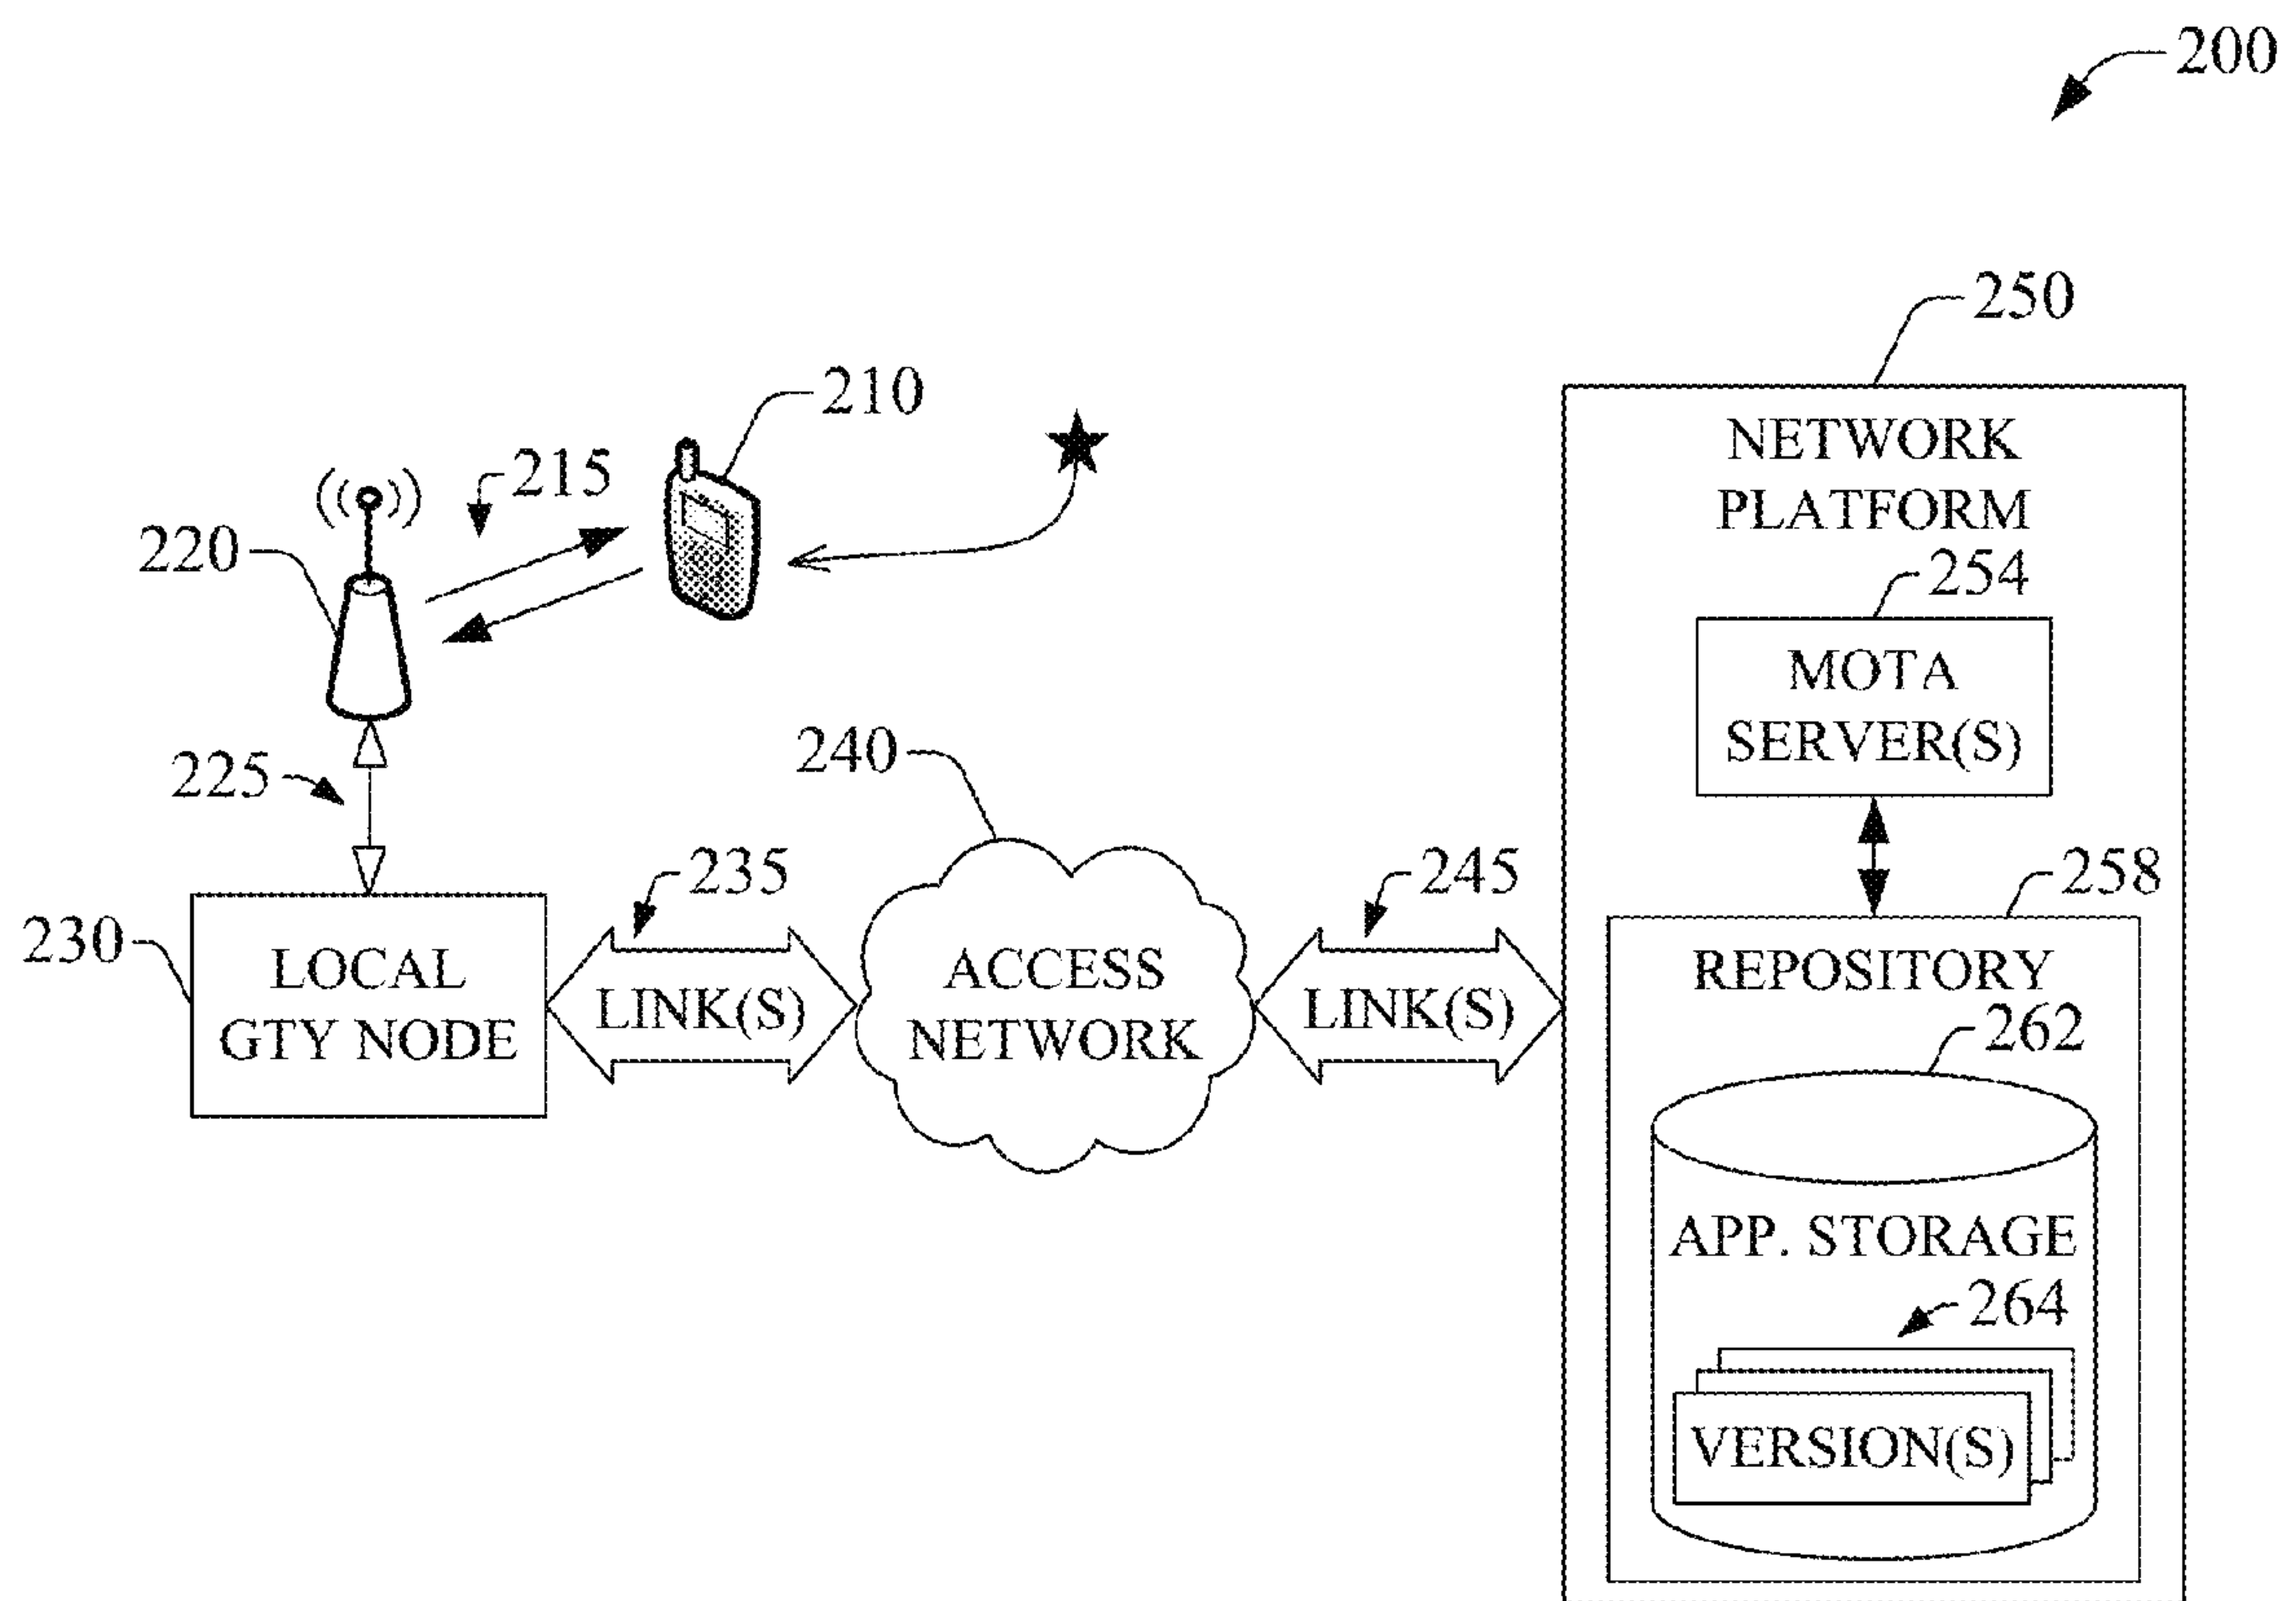 200
250
210
NETWORK
PLATFORM
215
220
254
MOTA
SERVER(S)
240
225
235
245
258
230
LOCAL
GTY NODE
LINK(S)
ACCESS
NETWORK
LINK(S)
REPOSITORY
262
APP. STORAGE
264
VERSION(S)